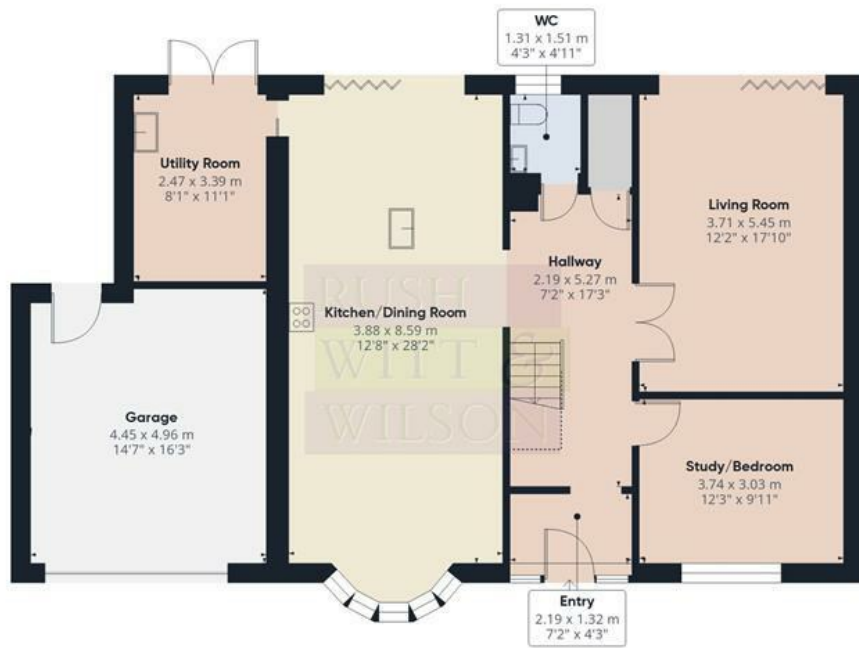 WC
1.31 x 1.51 m
4'3" x 4'11"
Utility Room
2.47 x 3.39 m
8'1" x 11'1"
Living Room
3.71 x 5.45 m
12'2" x 17'10"
Hallway
2.19 x 5.27 m
7'2" x 17'3"
Kitchen/Dining Room
3.88 x 8.59 m
12'8" x 28'2"
RUSH
WITT &
WILSON
Garage
4.45 x 4.96 m
14'7" x 16'3"
Study/Bedroom
3.74 x 3.03 m
12'3" x 9'11"
Entry
2.19 x 1.32 m
7'2" x 4'3"